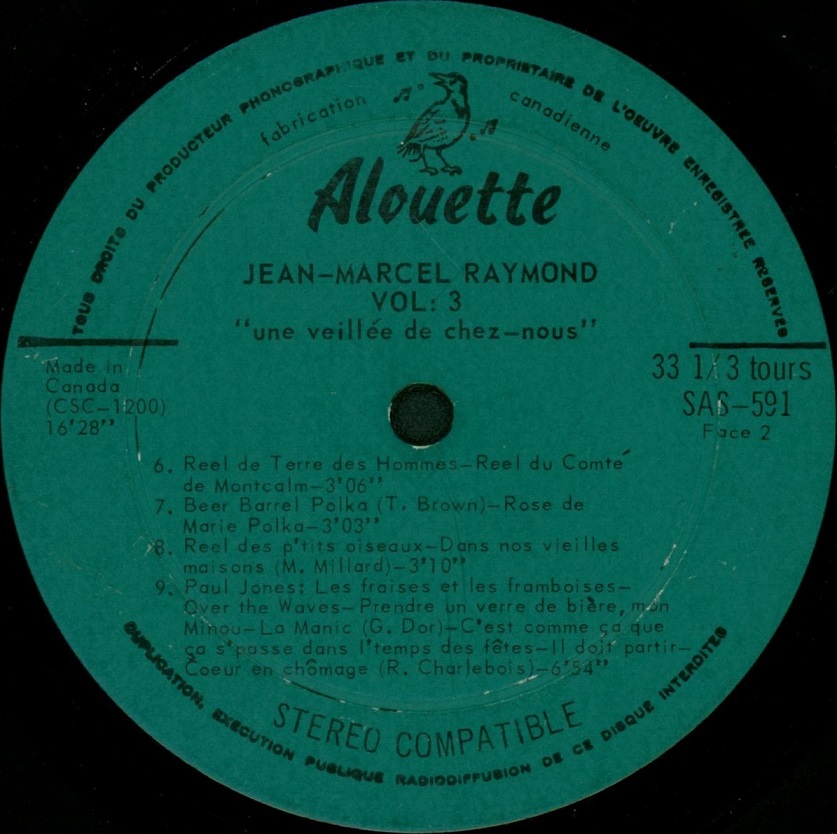 TOUS DROITS DU PRODUCTEUR PHONOGRAPHIQUE ET DU PROPRIETAIRE DE L'OEUVRE ENREGISTREE RESERVES
fabrication canadienne
Alouette
JEAN-MARCEL RAYMOND
VOL: 3
"une veillée de chez-nous"
Made in
Canada
(CSC-1200)
16'28"
33 1/3 tours
SAS-591
Face 2
6. Reel de Terre des Hommes-Reel du Comté
de Montcalm-3'06"
7. Beer Barrel Polka (T. Brown)-Rose de
Marie Polka-3'03"
8. Reel des p'tits oiseaux-Dans nos vieilles
maisons (M. Millard)-3'10"
9. Paul Jones: Les fraises et les framboises-
Over the Waves-Prendre un verre de bière, mon
Minou-La Manic (G. Dor)-C'est comme ça que
ça s'passe dans l'temps des fêtes-Il doit partir-
Coeur en chômage (R. Charlebois)-6'54"
STEREO COMPATIBLE
DUPLICATION, EXECUTION PUBLIQUE RADIODIFFUSION DE CE DISQUE INTERDITES